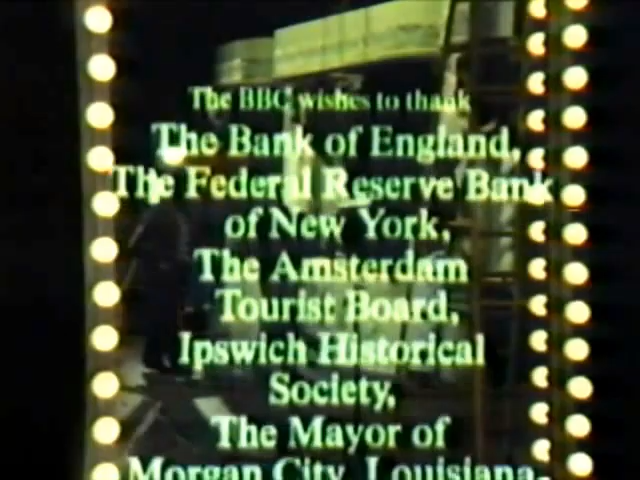 The BBC wishes to thank
The Bank of England,
The Federal Reserve Bank
of New York,
The Amsterdam
Tourist Board,
Ipswich Historical
Society,
The Mayor of
Morgan City, Louisiana,